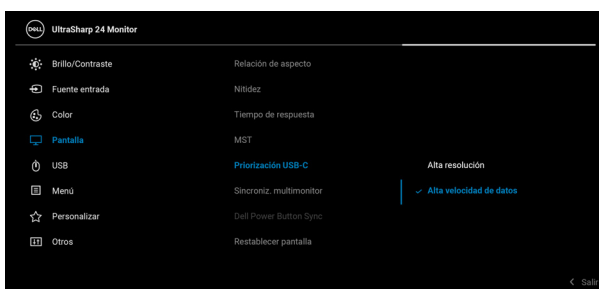 DELL UltraSharp 24 Monitor
Brillo/Contraste Relación de aspecto
Fuente entrada Nitidez
Color Tiempo de respuesta
Pantalla MST
USB Priorización USB-C Alta resolución
Menú Sincroniz. multimonitor Alta velocidad de datos
Personalizar Dell Power Button Sync
Otros Restablecer pantalla
Salir